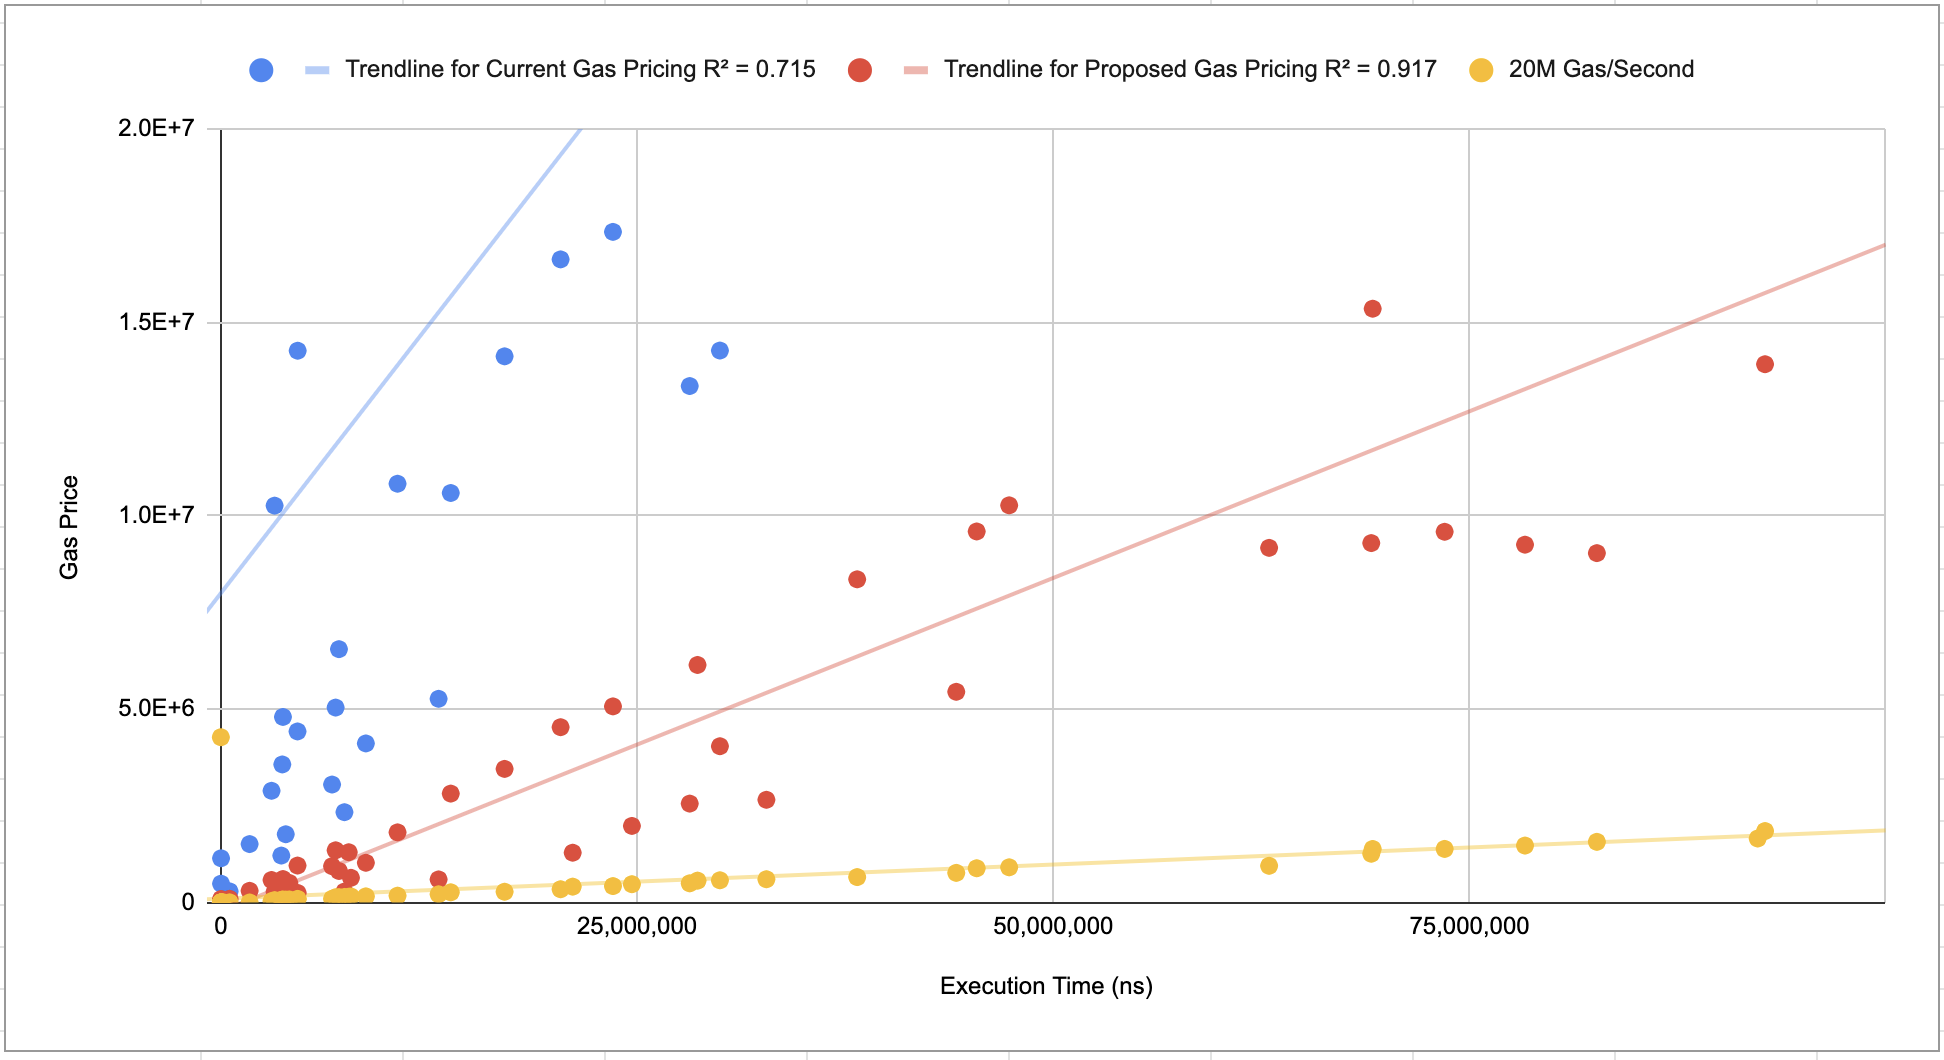 Trendline for Current Gas Pricing R² = 0.715 Trendline for Proposed Gas Pricing R² = 0.917 20M Gas/Second
2.0E+7
1.5E+7
1.0E+7
5.0E+6
0
Gas Price
0 25,000,000 50,000,000 75,000,000
Execution Time (ns)